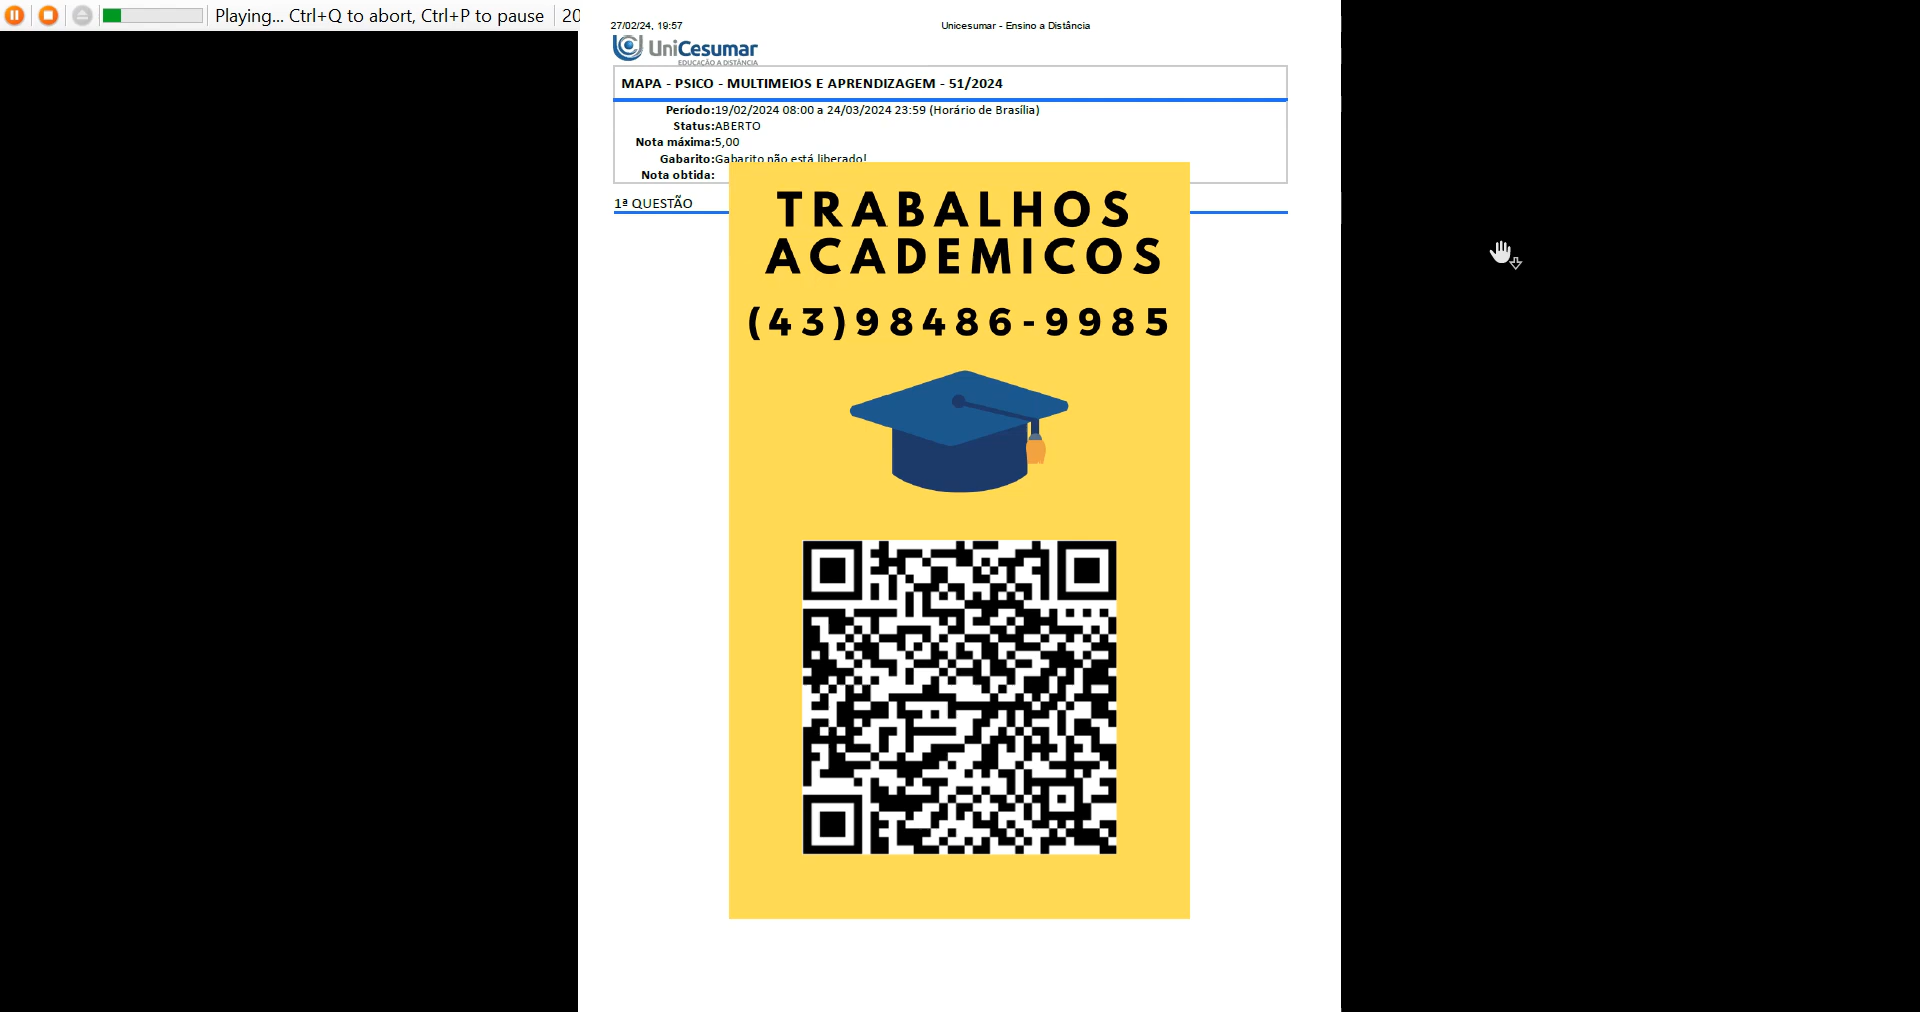 Playing... Ctrl+Q to abort, Ctrl+P to pause
20
27/02/24, 19:57
Unicesumar - Ensino a Distância
UniCesumar
EDUCAÇÃO A DISTÂNCIA
MAPA - PSICO - MULTIMEIOS E APRENDIZAGEM - 51/2024
Período:19/02/2024 08:00 a 24/03/2024 23:59 (Horário de Brasília)
Status:ABERTO
Nota máxima:5,00
Gabarito:Gabarito não está liberado!
Nota obtida:
1ª QUESTÃO
TRABALHOS
ACADEMICOS
(43)98486-9985